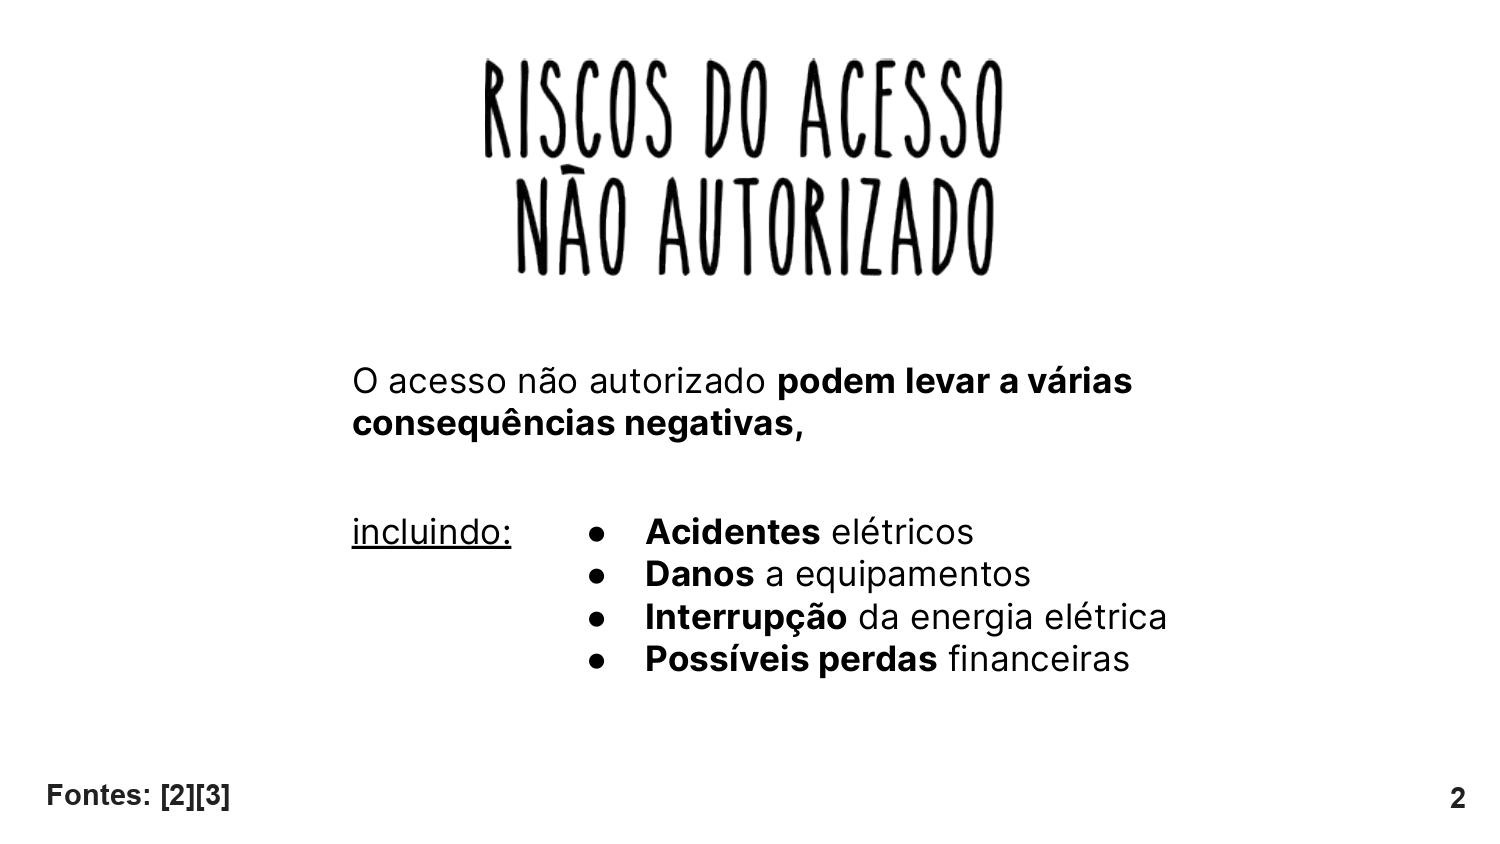 RISCOS DO ACESSO
NÃO AUTORIZADO
O acesso não autorizado podem levar a várias
consequências negativas,
incluindo:
● Acidentes elétricos
● Danos a equipamentos
● Interrupção da energia elétrica
● Possíveis perdas financeiras
Fontes: [2][3]
2